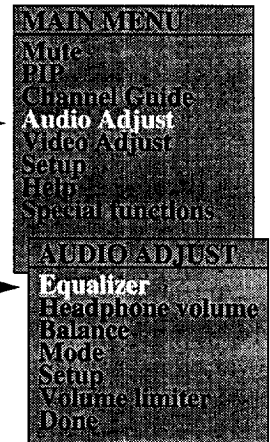 MAIN MENU
Mute
PIP
Channel Guide
Audio Adjust
Video Adjust
Setup
Help
Special functions
AUDIO ADJUST
Equalizer
Headphone volume
Balance
Mode
Setup
Volume limiter
Done